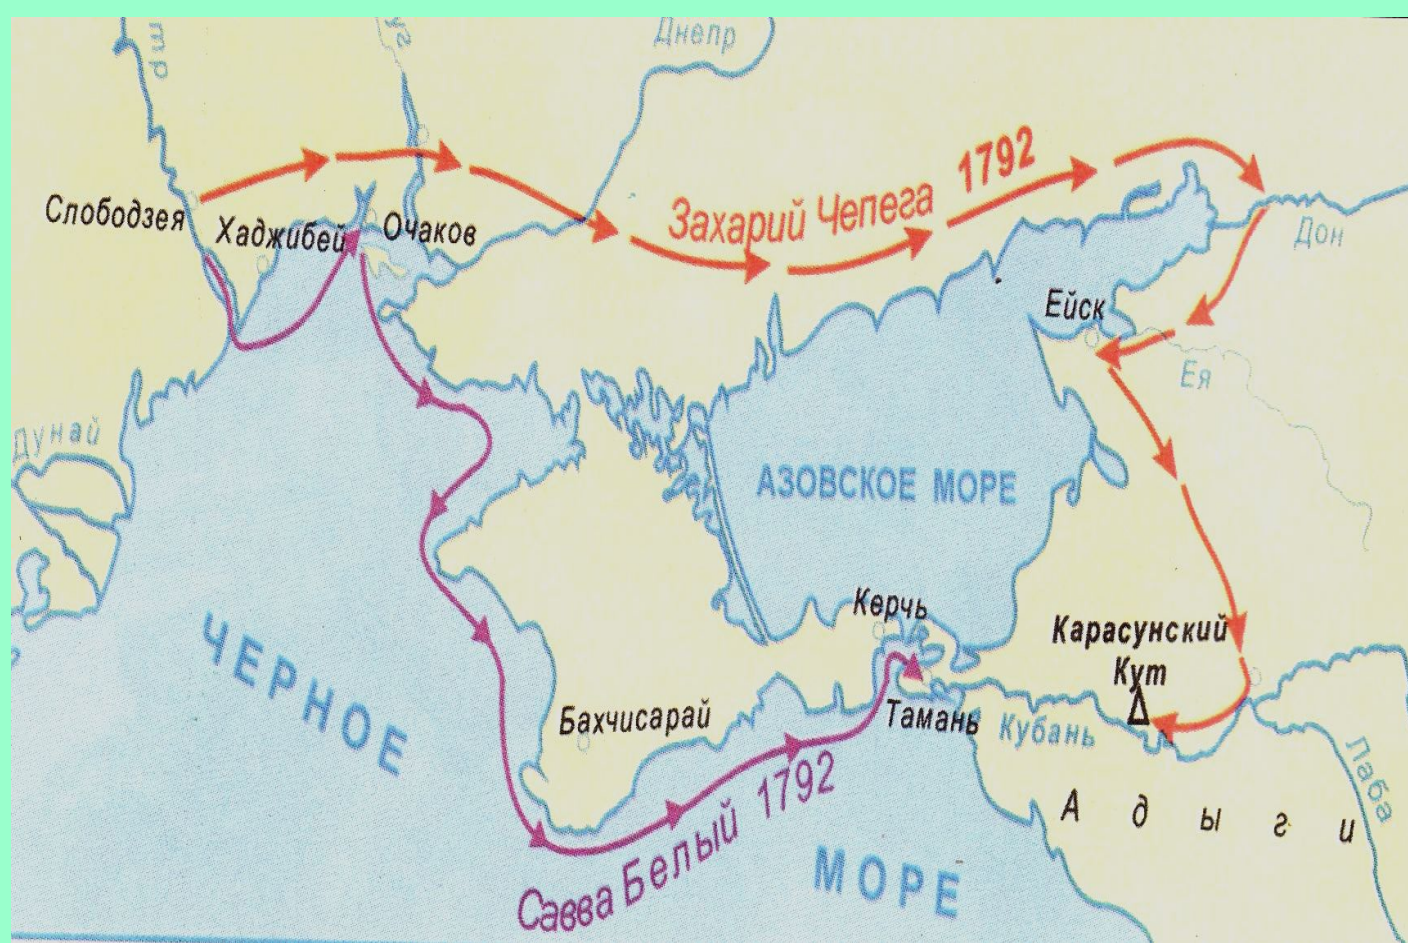 Днепр
1792
Захарий Чепега
Слободзея
Хаджибей
Очаков
Дон
Ейск
Ея
Дунай
АЗОВСКОЕ МОРЕ
Керчь
Карасунский
Кут
ЧЕРНОЕ
Бахчисарай
Тамань
Кубань
Лаба
Савва Белый 1792
Адыги
МОРЕ